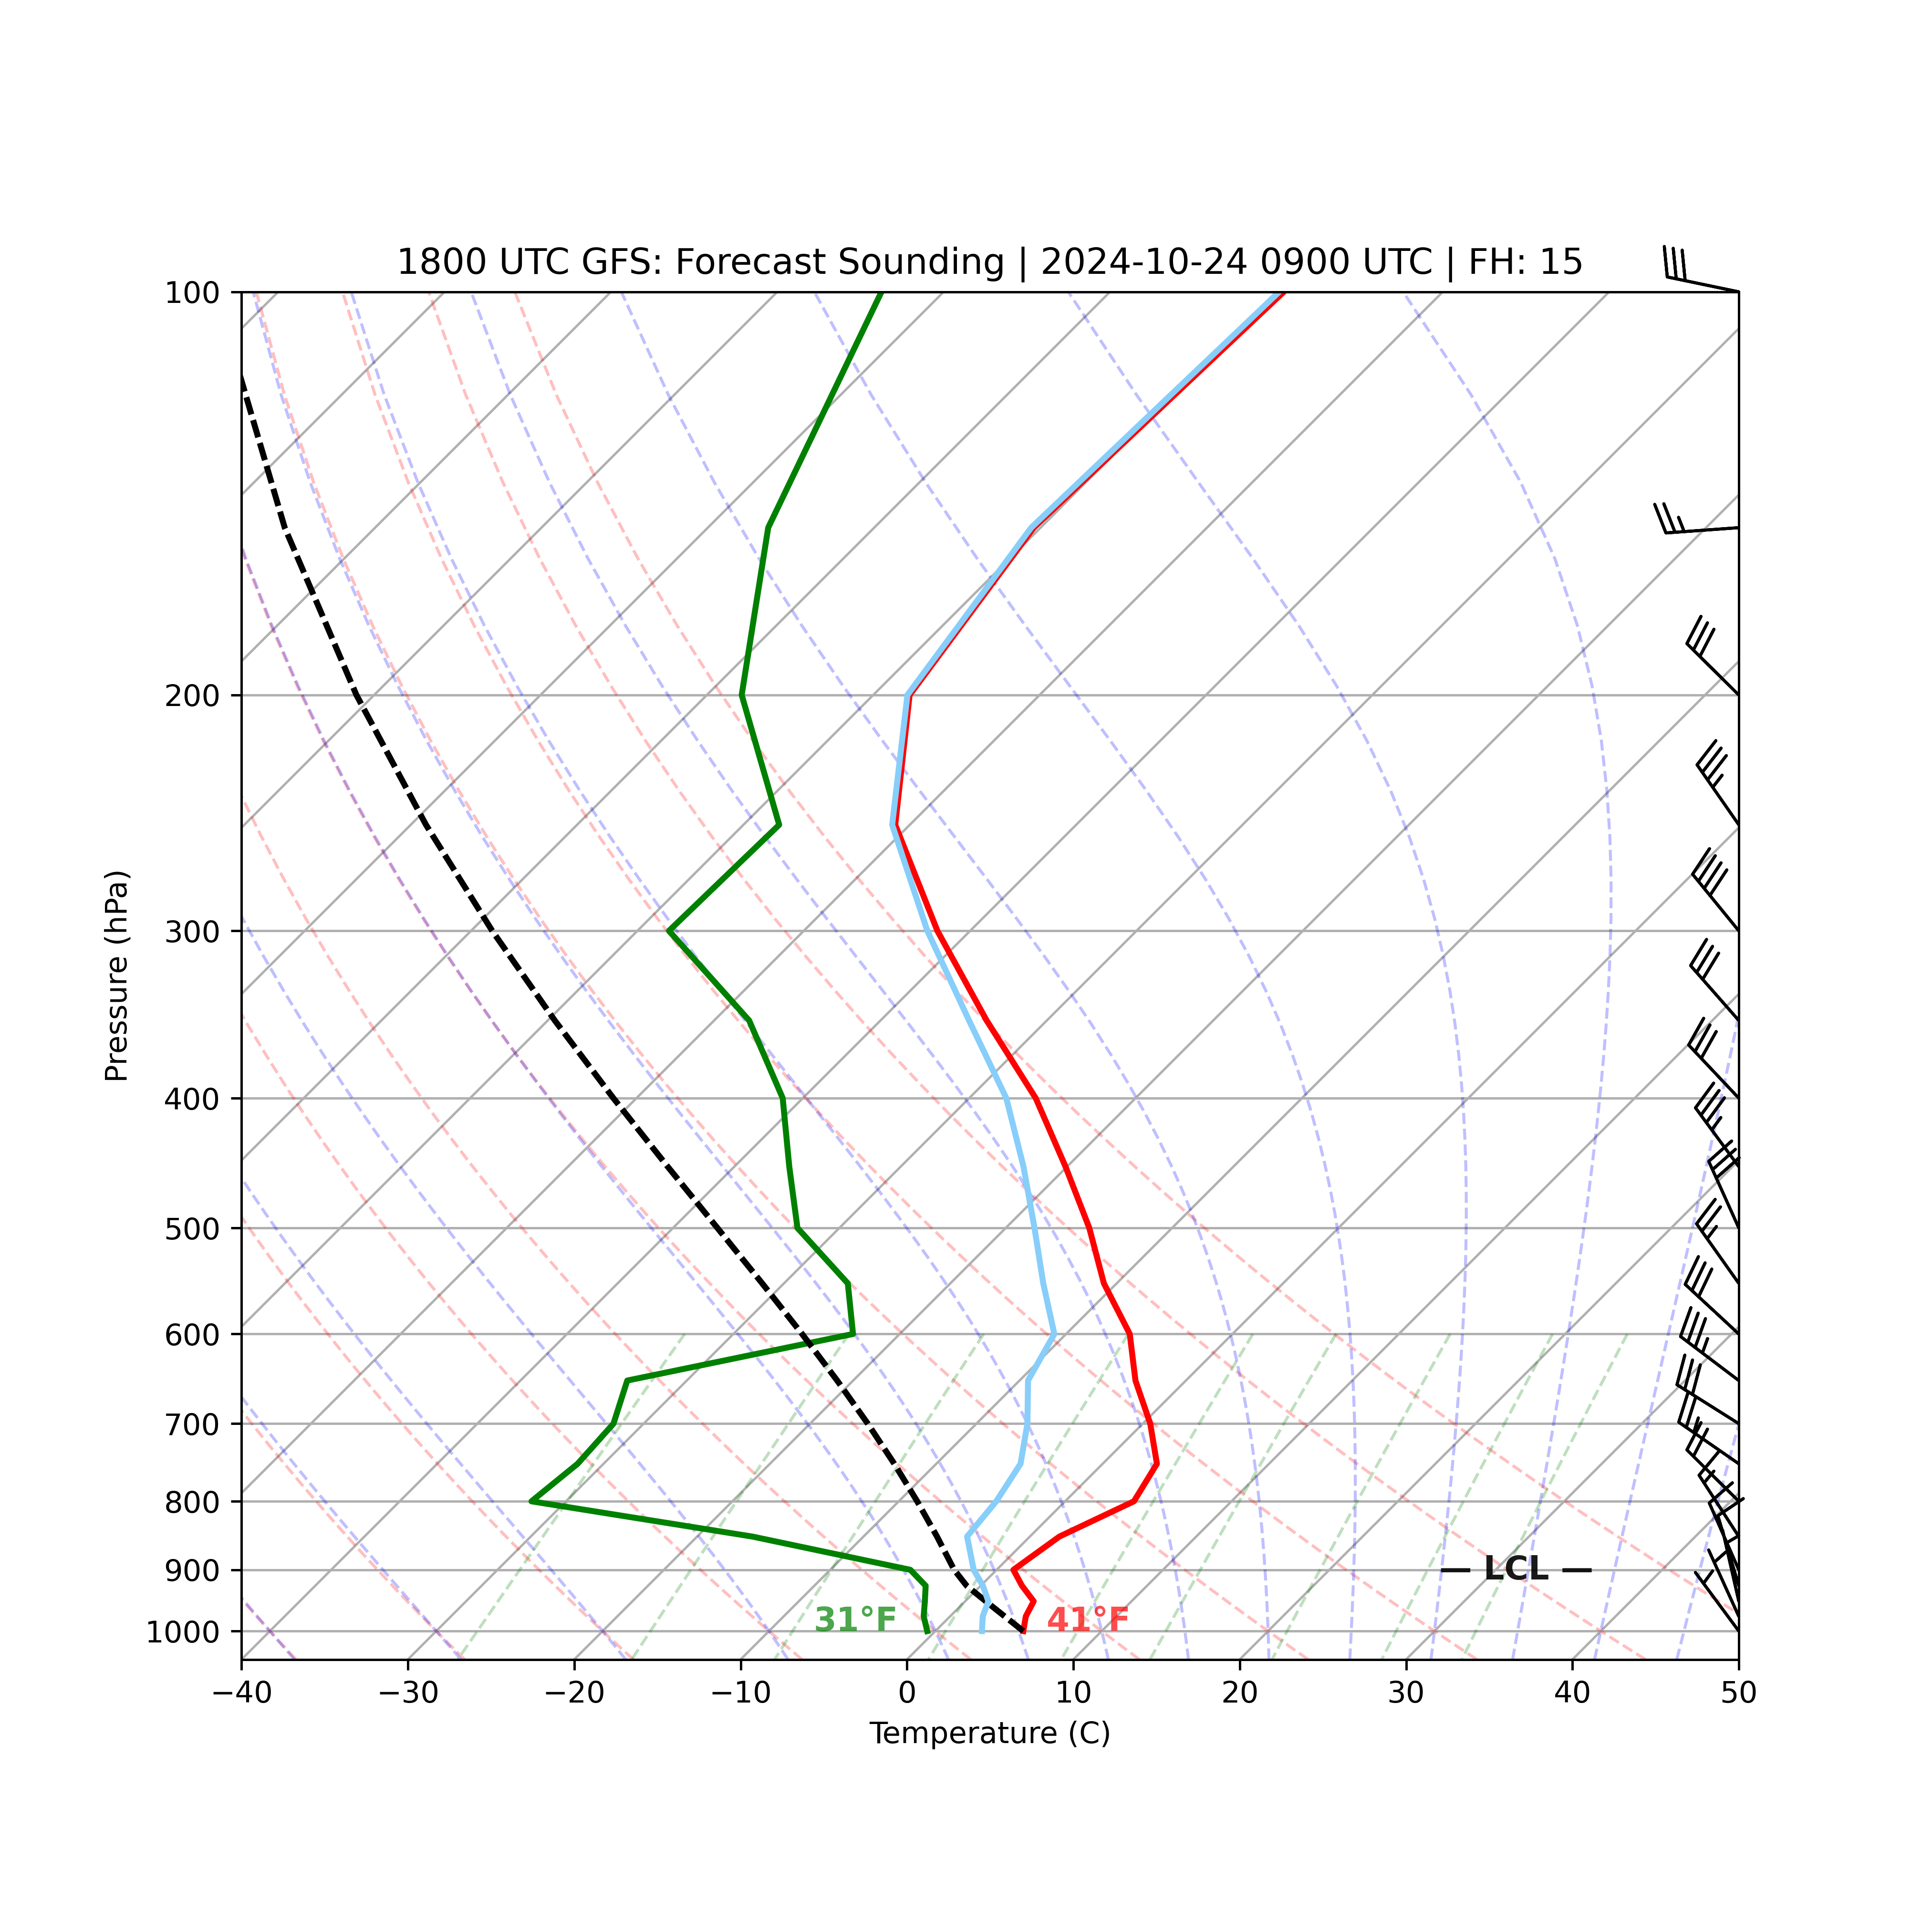 1800 UTC GFS: Forecast Sounding | 2024-10-24 0900 UTC | FH: 15
100
200
300
400
500
600
700
800
900
1000
Pressure (hPa)
— LCL —
31°F
41°F
−40 −30 −20 −10 0 10 20 30 40 50
Temperature (C)